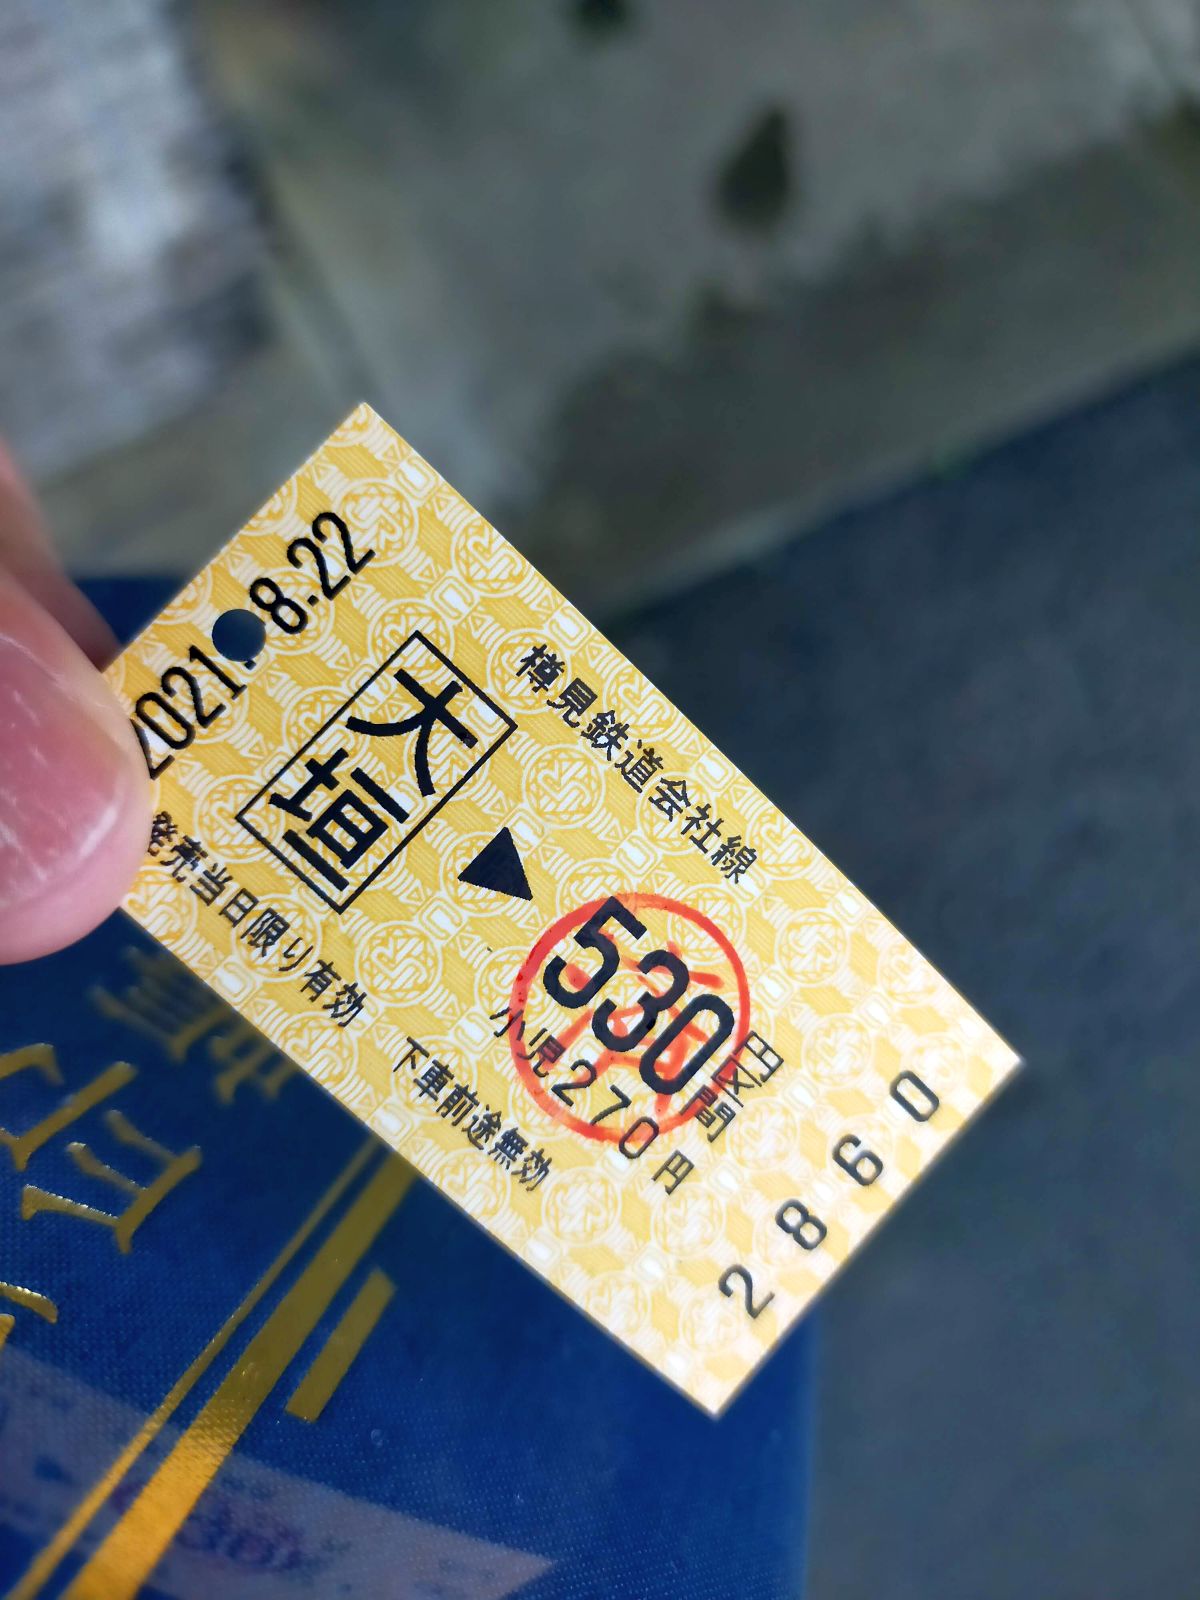 2021.-8.22
樽見鉄道会社線
大垣▶530円区間
小児270円
発売当日限り有効 下車前途無効
2860